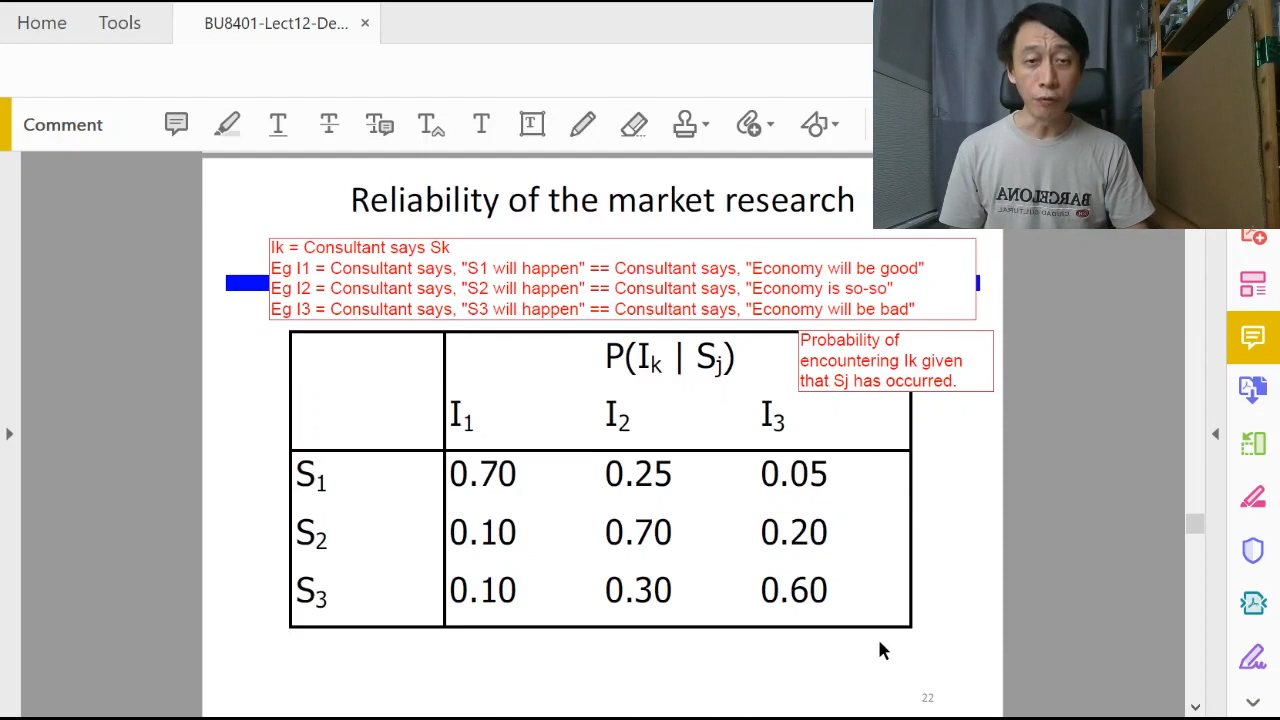 Home
Tools
BU8401-Lect12-De...
×
Comment
Reliability of the market research
Ik = Consultant says Sk
Eg I1 = Consultant says, "S1 will happen" == Consultant says, "Economy will be good"
Eg I2 = Consultant says, "S2 will happen" == Consultant says, "Economy is so-so"
Eg I3 = Consultant says, "S3 will happen" == Consultant says, "Economy will be bad"
P(Ik | Sj)
Probability of
encountering Ik given
that Sj has occurred.
I1 I2 I3
S1 0.70 0.25 0.05
S2 0.10 0.70 0.20
S3 0.10 0.30 0.60
22
BARCELONA
CIUDAD CULTURAL